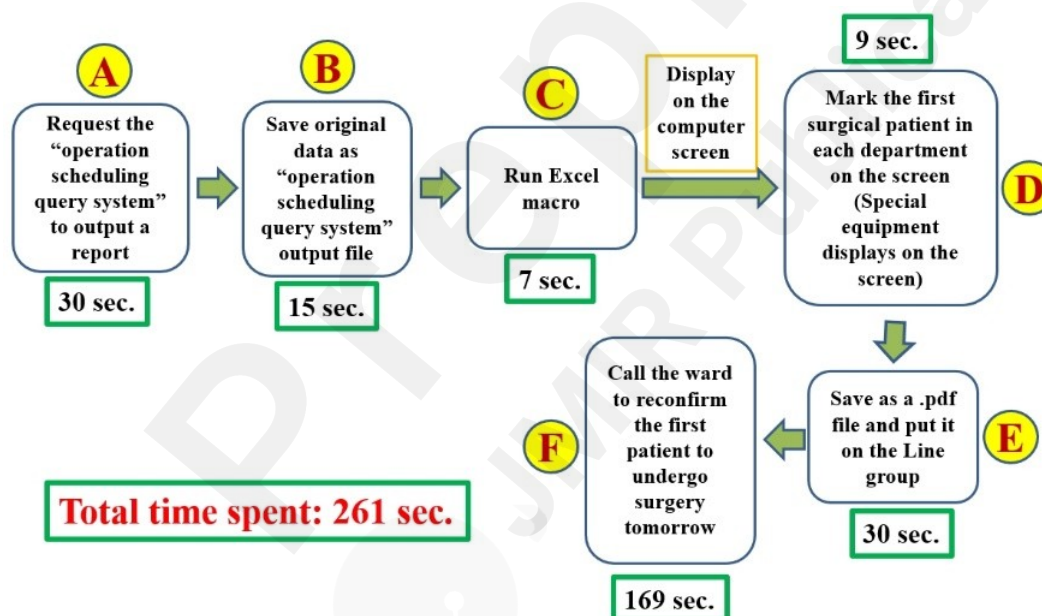 A
Request the
“operation
scheduling
query system”
to output a
report
30 sec.
B
Save original
data as
“operation
scheduling
query system”
output file
15 sec.
C
Run Excel
macro
7 sec.
Display
on the
computer
screen
9 sec.
Mark the first
surgical patient in
each department
on the screen
(Special
equipment
displays on the
screen)
D
Save as a .pdf
file and put it
on the Line
group
E
30 sec.
Call the ward
to reconfirm
the first
patient to
undergo
surgery
tomorrow
F
169 sec.
Total time spent: 261 sec.